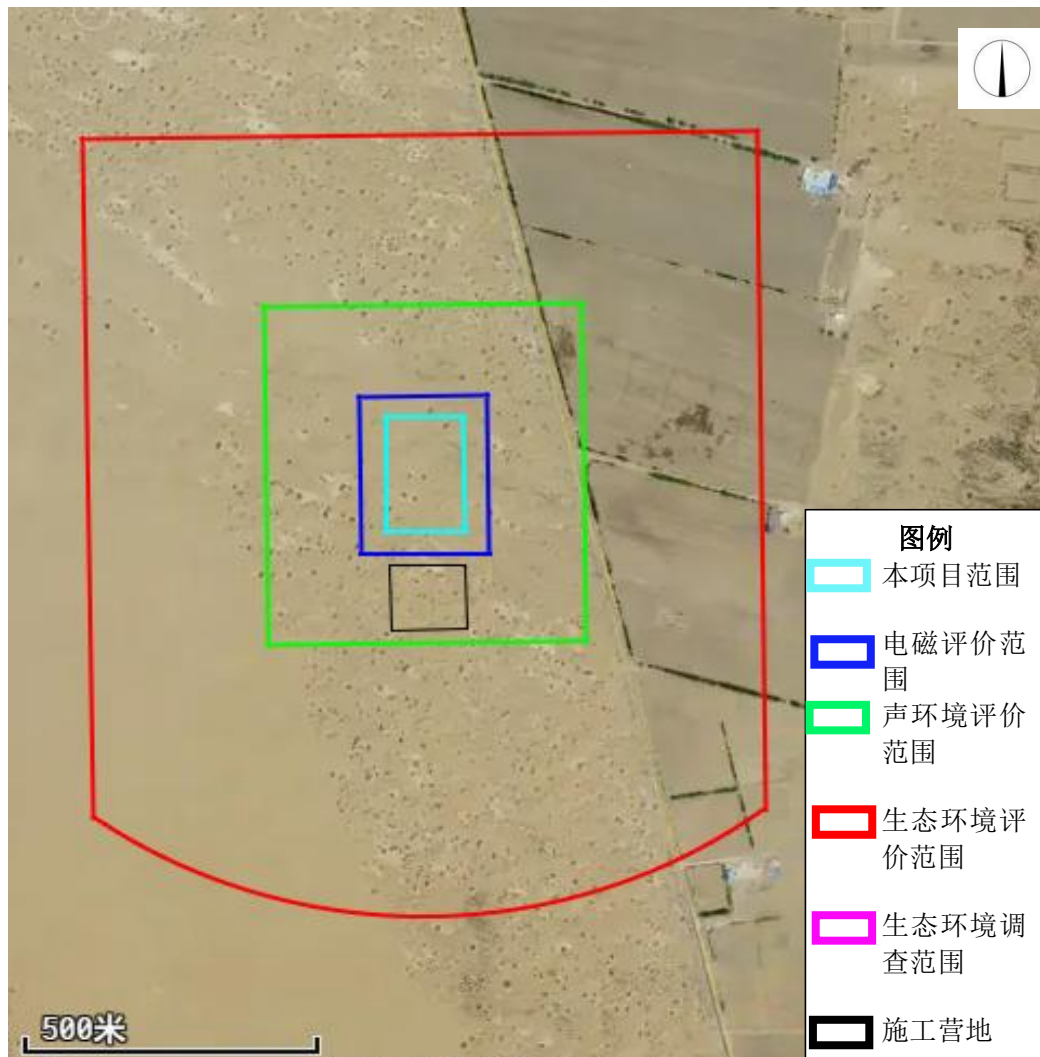 图例
本项目范围
电磁评价范
围
声环境评价
范围
生态环境评
价范围
生态环境调
查范围
施工营地
500米